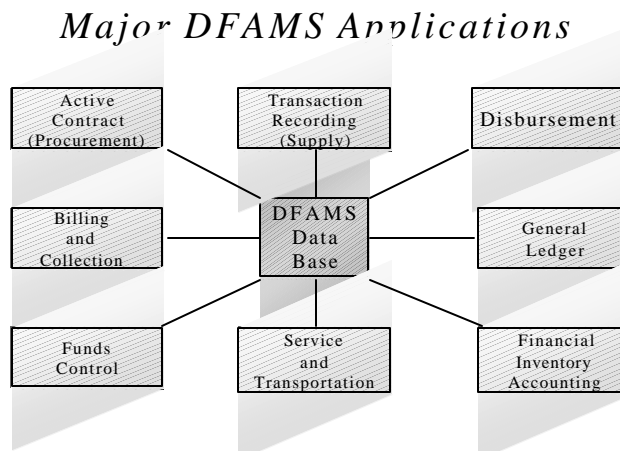 Major DFAMS Applications
Active
Contract
(Procurement)
Transaction
Recording
(Supply)
Disbursement
Billing
and
Collection
DFAMS
Data
Base
General
Ledger
Funds
Control
Service
and
Transportation
Financial
Inventory
Accounting